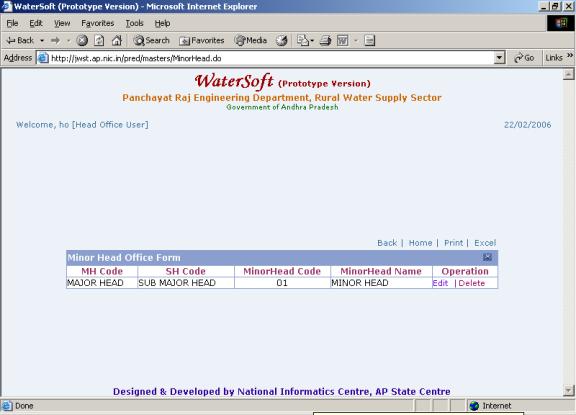 WaterSoft (Prototype Version) - Microsoft Internet Explorer
File Edit View Favorites Tools Help
Back Search Favorites Media
Address http://jwst.ap.nic.in/pred/masters/MinorHead.do Go Links »
WaterSoft (Prototype Version)
Panchayat Raj Engineering Department, Rural Water Supply Sector
Government of Andhra Pradesh
Welcome, ho [Head Office User] 22/02/2006
Back | Home | Print | Excel
Minor Head Office Form
MH Code SH Code MinorHead Code MinorHead Name Operation
MAJOR HEAD SUB MAJOR HEAD 01 MINOR HEAD Edit | Delete
Designed & Developed by National Informatics Centre, AP State Centre
Done Internet